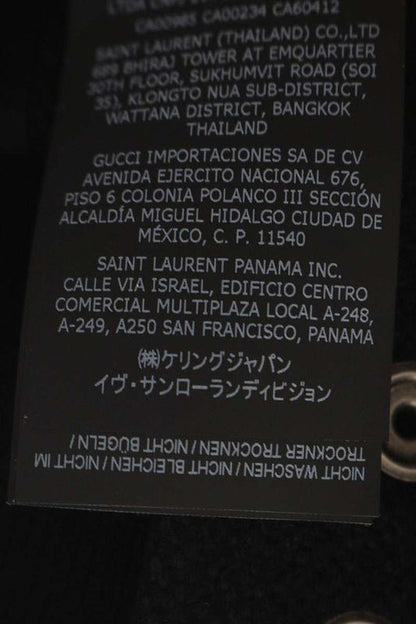 CA00985 CA00234 CA60412
SAINT LAURENT (THAILAND) CO.,LTD
689 BHIRAJ TOWER AT EMQUARTIER
30TH FLOOR, SUKHUMVIT ROAD (SOI
35), KLONGTO NUA SUB-DISTRICT,
WATTANA DISTRICT, BANGKOK
THAILAND
GUCCI IMPORTACIONES SA DE CV
AVENIDA EJERCITO NACIONAL 676,
PISO 6 COLONIA POLANCO III SECCIÓN
ALCALDÍA MIGUEL HIDALGO CIUDAD DE
MÉXICO, C. P. 11540
SAINT LAURENT PANAMA INC.
CALLE VIA ISRAEL, EDIFICIO CENTRO
COMERCIAL MULTIPLAZA LOCAL A-248,
A-249, A250 SAN FRANCISCO, PANAMÁ
㈱ケリングジャパン
イヴ・サンローランディビジョン
NICHT WASCHEN / NICHT BLEICHEN / NICHT IM
TROCKNER TROCKNEN / NICHT BÜGELN /